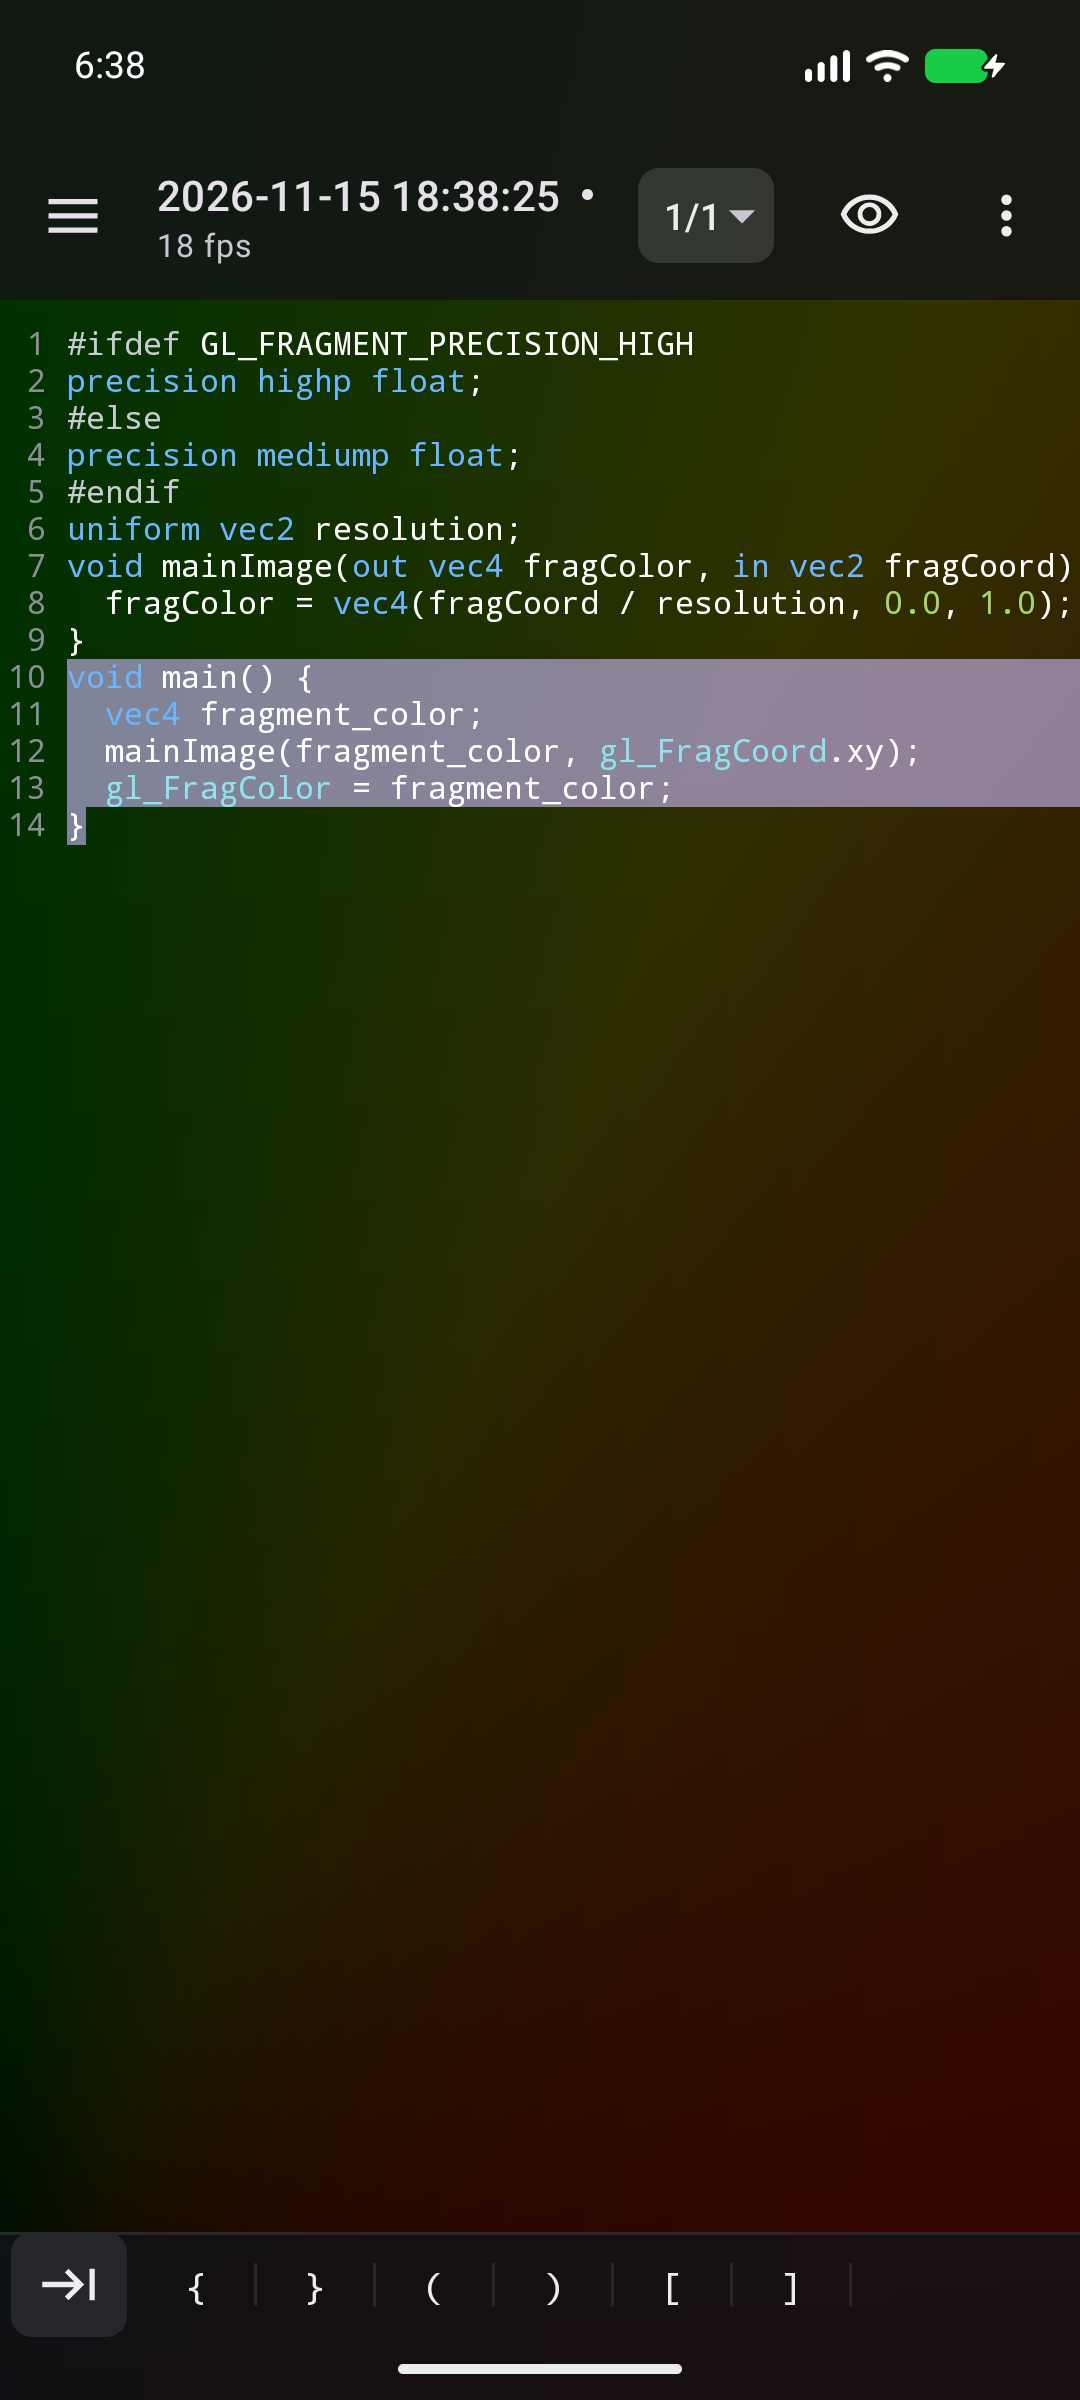 6:38
2026-11-15 18:38:25 •
18 fps
1/1
1 #ifdef GL_FRAGMENT_PRECISION_HIGH
2 precision highp float;
3 #else
4 precision mediump float;
5 #endif
6 uniform vec2 resolution;
7 void mainImage(out vec4 fragColor, in vec2 fragCoord)
8   fragColor = vec4(fragCoord / resolution, 0.0, 1.0);
9 }
10 void main() {
11   vec4 fragment_color;
12   mainImage(fragment_color, gl_FragCoord.xy);
13   gl_FragColor = fragment_color;
14 }
{ } ( ) [ ]